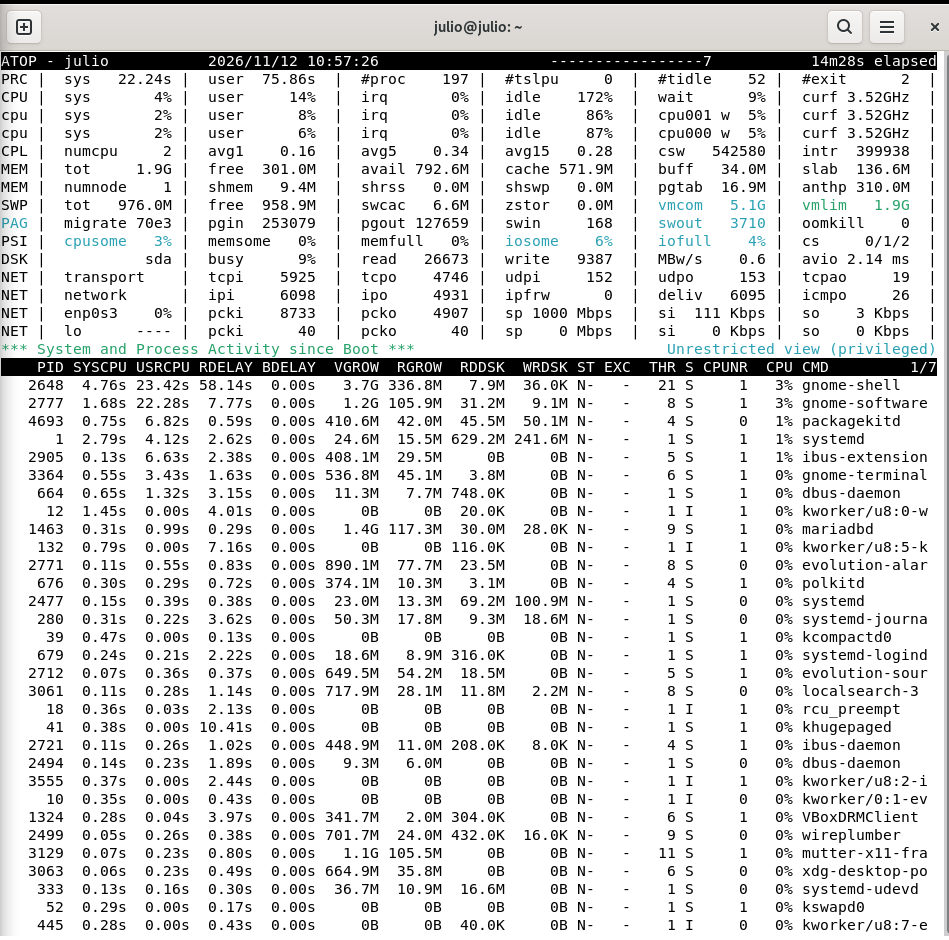 julio@julio: ~
ATOP - julio 2026/11/12 10:57:26 -----------------7 14m28s elapsed
PRC | sys 22.24s | user 75.86s | #proc 197 | #tslpu 0 | #tidle 52 | #exit 2 |
CPU | sys 4% | user 14% | irq 0% | idle 172% | wait 9% | curf 3.52GHz |
cpu | sys 2% | user 8% | irq 0% | idle 86% | cpu001 w 5% | curf 3.52GHz |
cpu | sys 2% | user 6% | irq 0% | idle 87% | cpu000 w 5% | curf 3.52GHz |
CPL | numcpu 2 | avg1 0.16 | avg5 0.34 | avg15 0.28 | csw 542580 | intr 399938 |
MEM | tot 1.9G | free 301.0M | avail 792.6M | cache 571.9M | buff 34.0M | slab 136.6M |
MEM | numnode 1 | shmem 9.4M | shrss 0.0M | shswp 0.0M | pgtab 16.9M | anthp 310.0M |
SWP | tot 976.0M | free 958.9M | swcac 6.6M | zstor 0.0M | vmcom 5.1G | vmlim 1.9G |
PAG | migrate 70e3 | pgin 253079 | pgout 127659 | swin 168 | swout 3710 | oomkill 0 |
PSI | cpusome 3% | memsome 0% | memfull 0% | iosome 6% | iofull 4% | cs 0/1/2 |
DSK | sda | busy 9% | read 26673 | write 9387 | MBw/s 0.6 | avio 2.14 ms |
NET | transport | tcpi 5925 | tcpo 4746 | udpi 152 | udpo 153 | tcpao 19 |
NET | network | ipi 6098 | ipo 4931 | ipfrw 0 | deliv 6095 | icmpo 26 |
NET | enp0s3 0% | pcki 8733 | pcko 4907 | sp 1000 Mbps | si 111 Kbps | so 3 Kbps |
NET | lo ---- | pcki 40 | pcko 40 | sp 0 Mbps | si 0 Kbps | so 0 Kbps |
*** System and Process Activity since Boot *** Unrestricted view (privileged)
PID SYSCPU USRCPU RDELAY BDELAY VGROW RGROW RDDSK WRDSK ST EXC THR S CPUNR CPU CMD 1/7
2648 4.76s 23.42s 58.14s 0.00s 3.7G 336.8M 7.9M 36.0K N- - 21 S 1 3% gnome-shell
2777 1.68s 22.28s 7.77s 0.00s 1.2G 105.9M 31.2M 9.1M N- - 8 S 1 3% gnome-software
4693 0.75s 6.82s 0.59s 0.00s 410.6M 42.0M 45.5M 50.1M N- - 4 S 0 1% packagekitd
1 2.79s 4.12s 2.62s 0.00s 24.6M 15.5M 629.2M 241.6M N- - 1 S 1 1% systemd
2905 0.13s 6.63s 2.38s 0.00s 408.1M 29.5M 0B 0B N- - 5 S 1 1% ibus-extension
3364 0.55s 3.43s 1.63s 0.00s 536.8M 45.1M 3.8M 0B N- - 6 S 1 0% gnome-terminal
664 0.65s 1.32s 3.15s 0.00s 11.3M 7.7M 748.0K 0B N- - 1 S 1 0% dbus-daemon
12 1.45s 0.00s 4.01s 0.00s 0B 0B 20.0K 0B N- - 1 I 1 0% kworker/u8:0-w
1463 0.31s 0.99s 0.29s 0.00s 1.4G 117.3M 30.0M 28.0K N- - 9 S 1 0% mariadbd
132 0.79s 0.00s 7.16s 0.00s 0B 0B 116.0K 0B N- - 1 I 1 0% kworker/u8:5-k
2771 0.11s 0.55s 0.83s 0.00s 890.1M 77.7M 23.5M 0B N- - 8 S 0 0% evolution-alar
676 0.30s 0.29s 0.72s 0.00s 374.1M 10.3M 3.1M 0B N- - 4 S 1 0% polkitd
2477 0.15s 0.39s 0.38s 0.00s 23.0M 13.3M 69.2M 100.9M N- - 1 S 0 0% systemd
280 0.31s 0.22s 3.62s 0.00s 50.3M 17.8M 9.3M 18.6M N- - 1 S 0 0% systemd-journa
39 0.47s 0.00s 0.13s 0.00s 0B 0B 0B 0B N- - 1 S 0 0% kcompactd0
679 0.24s 0.21s 2.22s 0.00s 18.6M 8.9M 316.0K 0B N- - 1 S 1 0% systemd-logind
2712 0.07s 0.36s 0.37s 0.00s 649.5M 54.2M 18.5M 0B N- - 5 S 1 0% evolution-sour
3061 0.11s 0.28s 1.14s 0.00s 717.9M 28.1M 11.8M 2.2M N- - 8 S 0 0% localsearch-3
18 0.36s 0.03s 2.13s 0.00s 0B 0B 0B 0B N- - 1 I 1 0% rcu_preempt
41 0.38s 0.00s 10.41s 0.00s 0B 0B 0B 0B N- - 1 S 1 0% khugepaged
2721 0.11s 0.26s 1.02s 0.00s 448.9M 11.0M 208.0K 8.0K N- - 4 S 1 0% ibus-daemon
2494 0.14s 0.23s 1.89s 0.00s 9.3M 6.0M 0B 0B N- - 1 S 0 0% dbus-daemon
3555 0.37s 0.00s 2.44s 0.00s 0B 0B 0B 0B N- - 1 I 1 0% kworker/u8:2-i
10 0.35s 0.00s 0.43s 0.00s 0B 0B 0B 0B N- - 1 I 0 0% kworker/0:1-ev
1324 0.28s 0.04s 3.97s 0.00s 341.7M 2.0M 304.0K 0B N- - 6 S 1 0% VBoxDRMClient
2499 0.05s 0.26s 0.38s 0.00s 701.7M 24.0M 432.0K 16.0K N- - 9 S 0 0% wireplumber
3129 0.07s 0.23s 0.80s 0.00s 1.1G 105.5M 0B 0B N- - 11 S 1 0% mutter-x11-fra
3063 0.06s 0.23s 0.49s 0.00s 664.9M 35.8M 0B 0B N- - 6 S 0 0% xdg-desktop-po
333 0.13s 0.16s 0.30s 0.00s 36.7M 10.9M 16.6M 0B N- - 1 S 0 0% systemd-udevd
52 0.29s 0.00s 0.17s 0.00s 0B 0B 0B 0B N- - 1 S 1 0% kswapd0
445 0.28s 0.00s 0.43s 0.00s 0B 0B 40.0K 0B N- - 1 I 0 0% kworker/u8:7-e